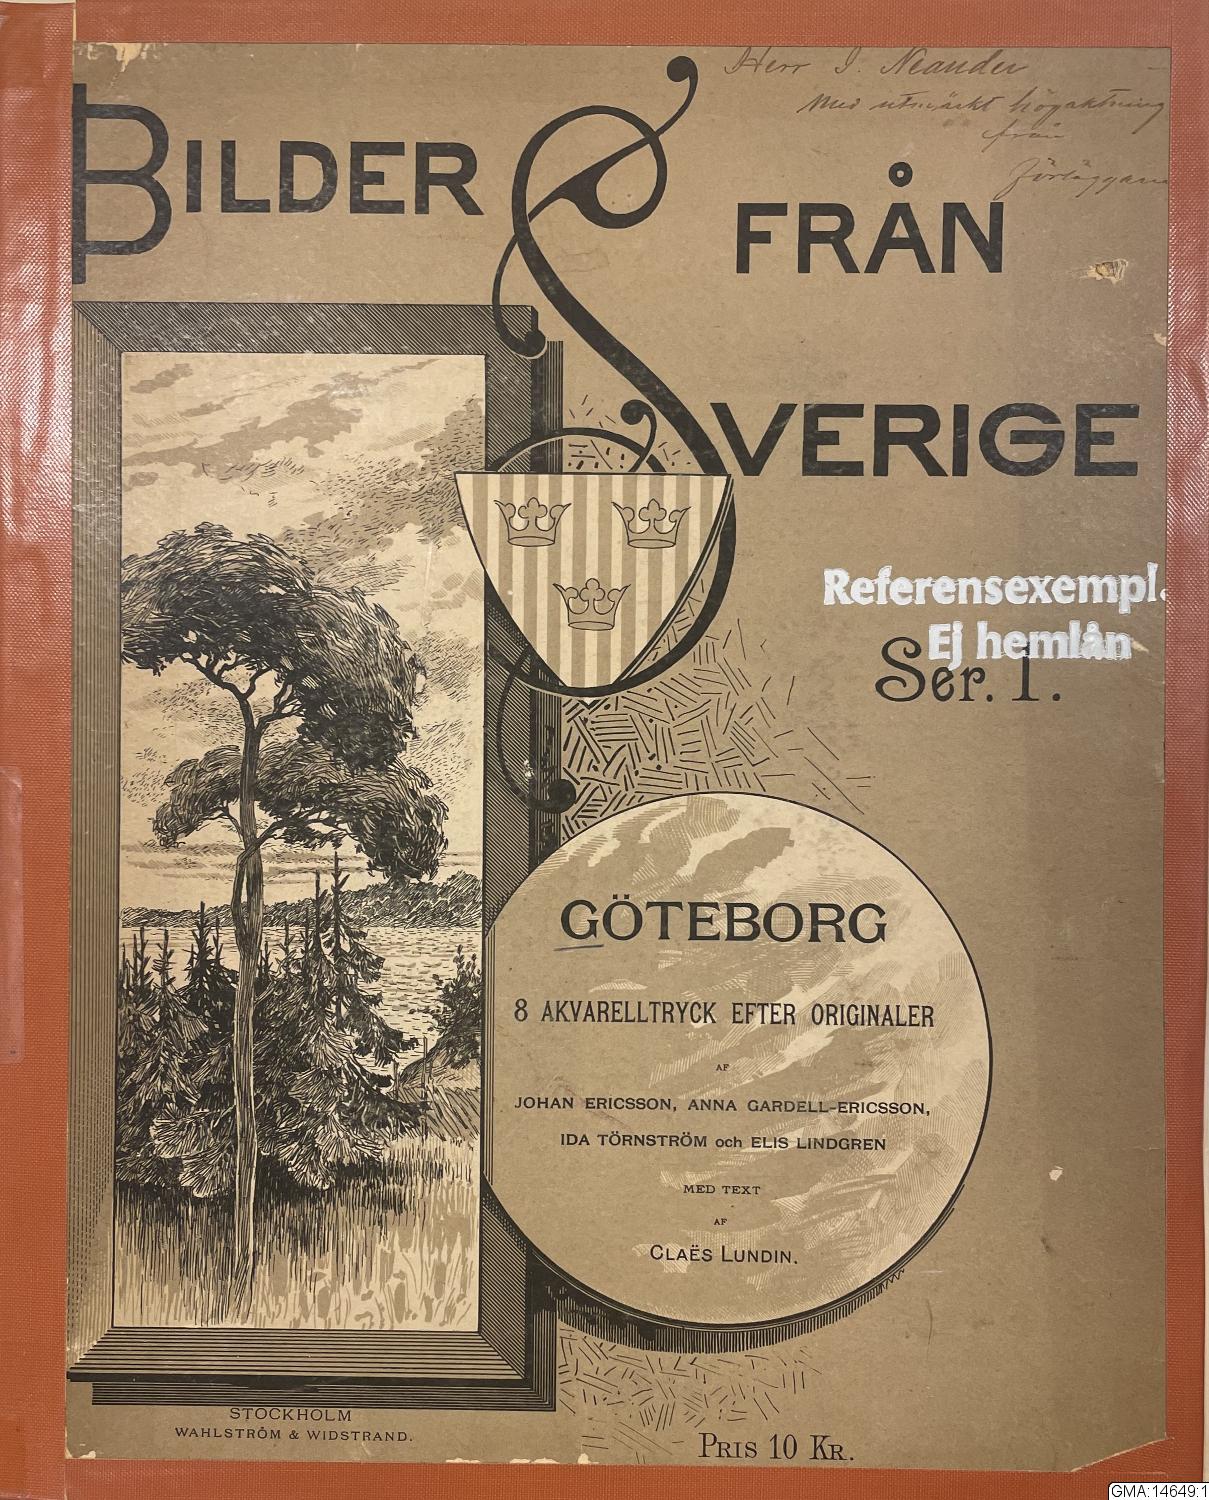 Herr J. Neander
Med utmärkt högaktning
från
förläggaren
BILDER
FRÅN
SVERIGE
Referensexempl.
Ej hemlån
Ser. 1.
GÖTEBORG
8 AKVARELLTRYCK EFTER ORIGINALER
AF
JOHAN ERICSSON, ANNA GARDELL-ERICSSON,
IDA TÖRNSTRÖM och ELIS LINDGREN
MED TEXT
AF
CLAËS LUNDIN.
STOCKHOLM
WAHLSTRÖM & WIDSTRAND.
PRIS 10 KR.
GMA:14649:1